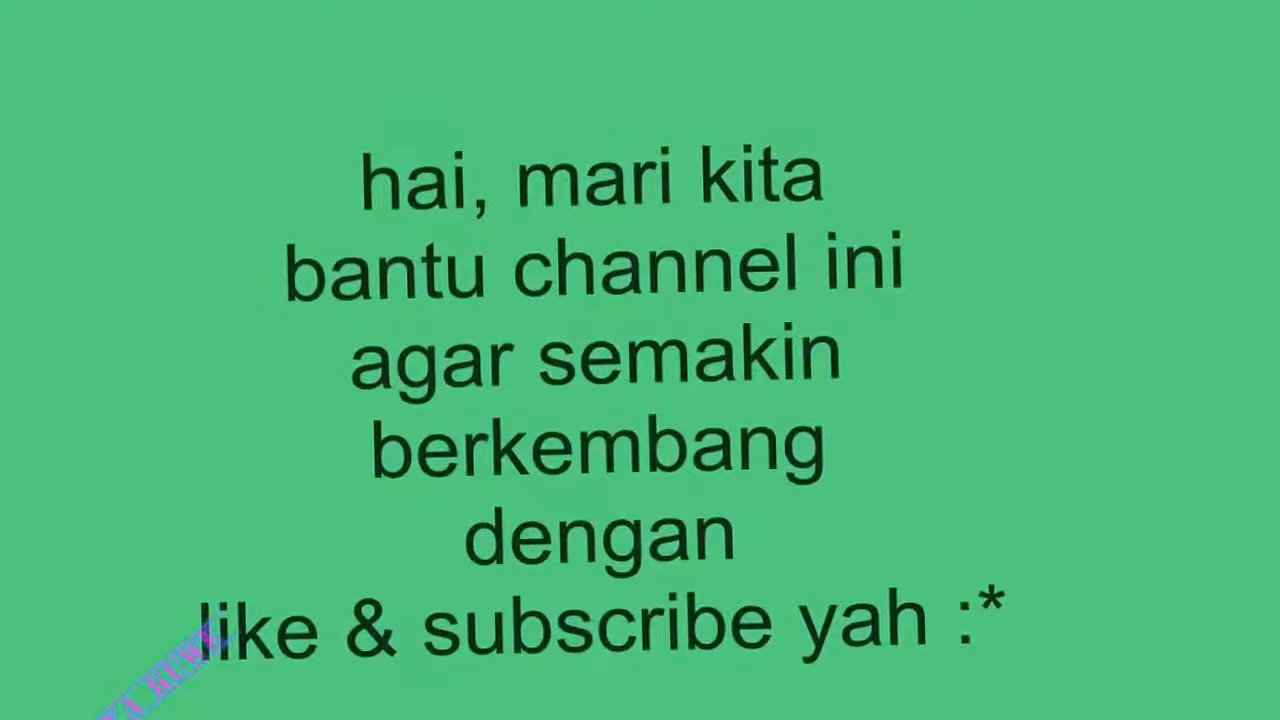 hai, mari kita
bantu channel ini
agar semakin
berkembang
dengan
like & subscribe yah :*